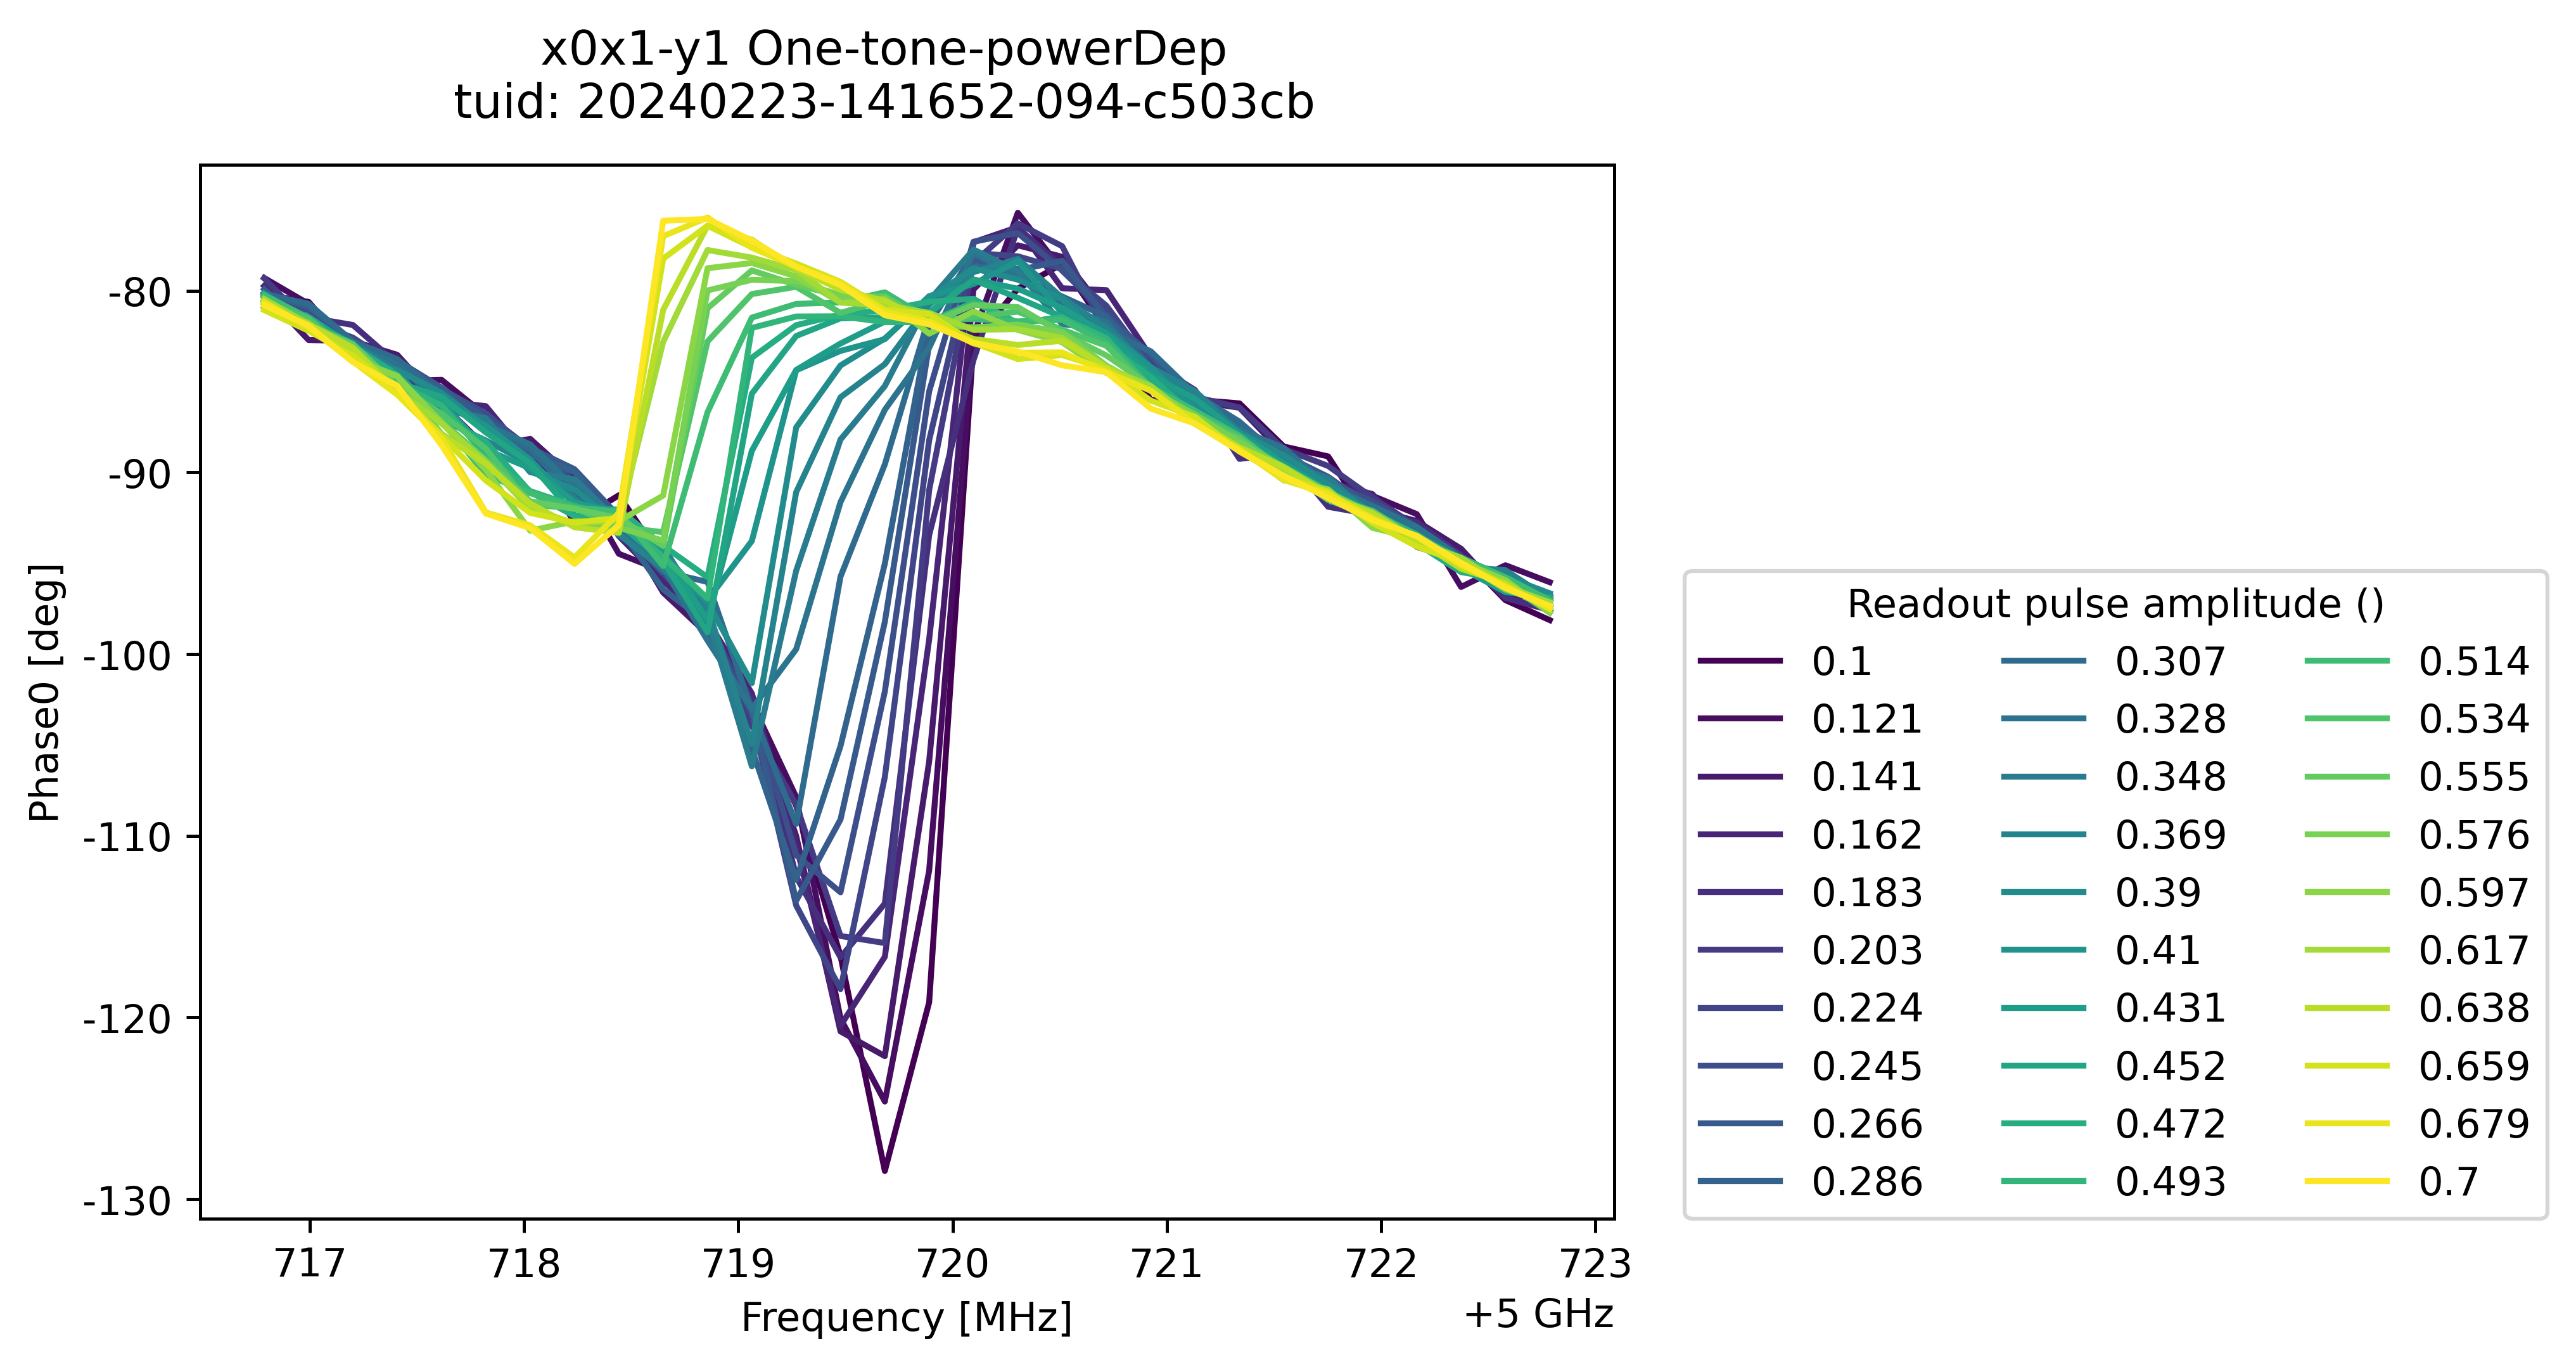 x0x1-y1 One-tone-powerDep
tuid: 20240223-141652-094-c503cb
Phase0 [deg]
-80
-90
-100
-110
-120
-130
717 718 719 720 721 722 723
Frequency [MHz]
+5 GHz
Readout pulse amplitude ()
0.1 0.307 0.514
0.121 0.328 0.534
0.141 0.348 0.555
0.162 0.369 0.576
0.183 0.39 0.597
0.203 0.41 0.617
0.224 0.431 0.638
0.245 0.452 0.659
0.266 0.472 0.679
0.286 0.493 0.7